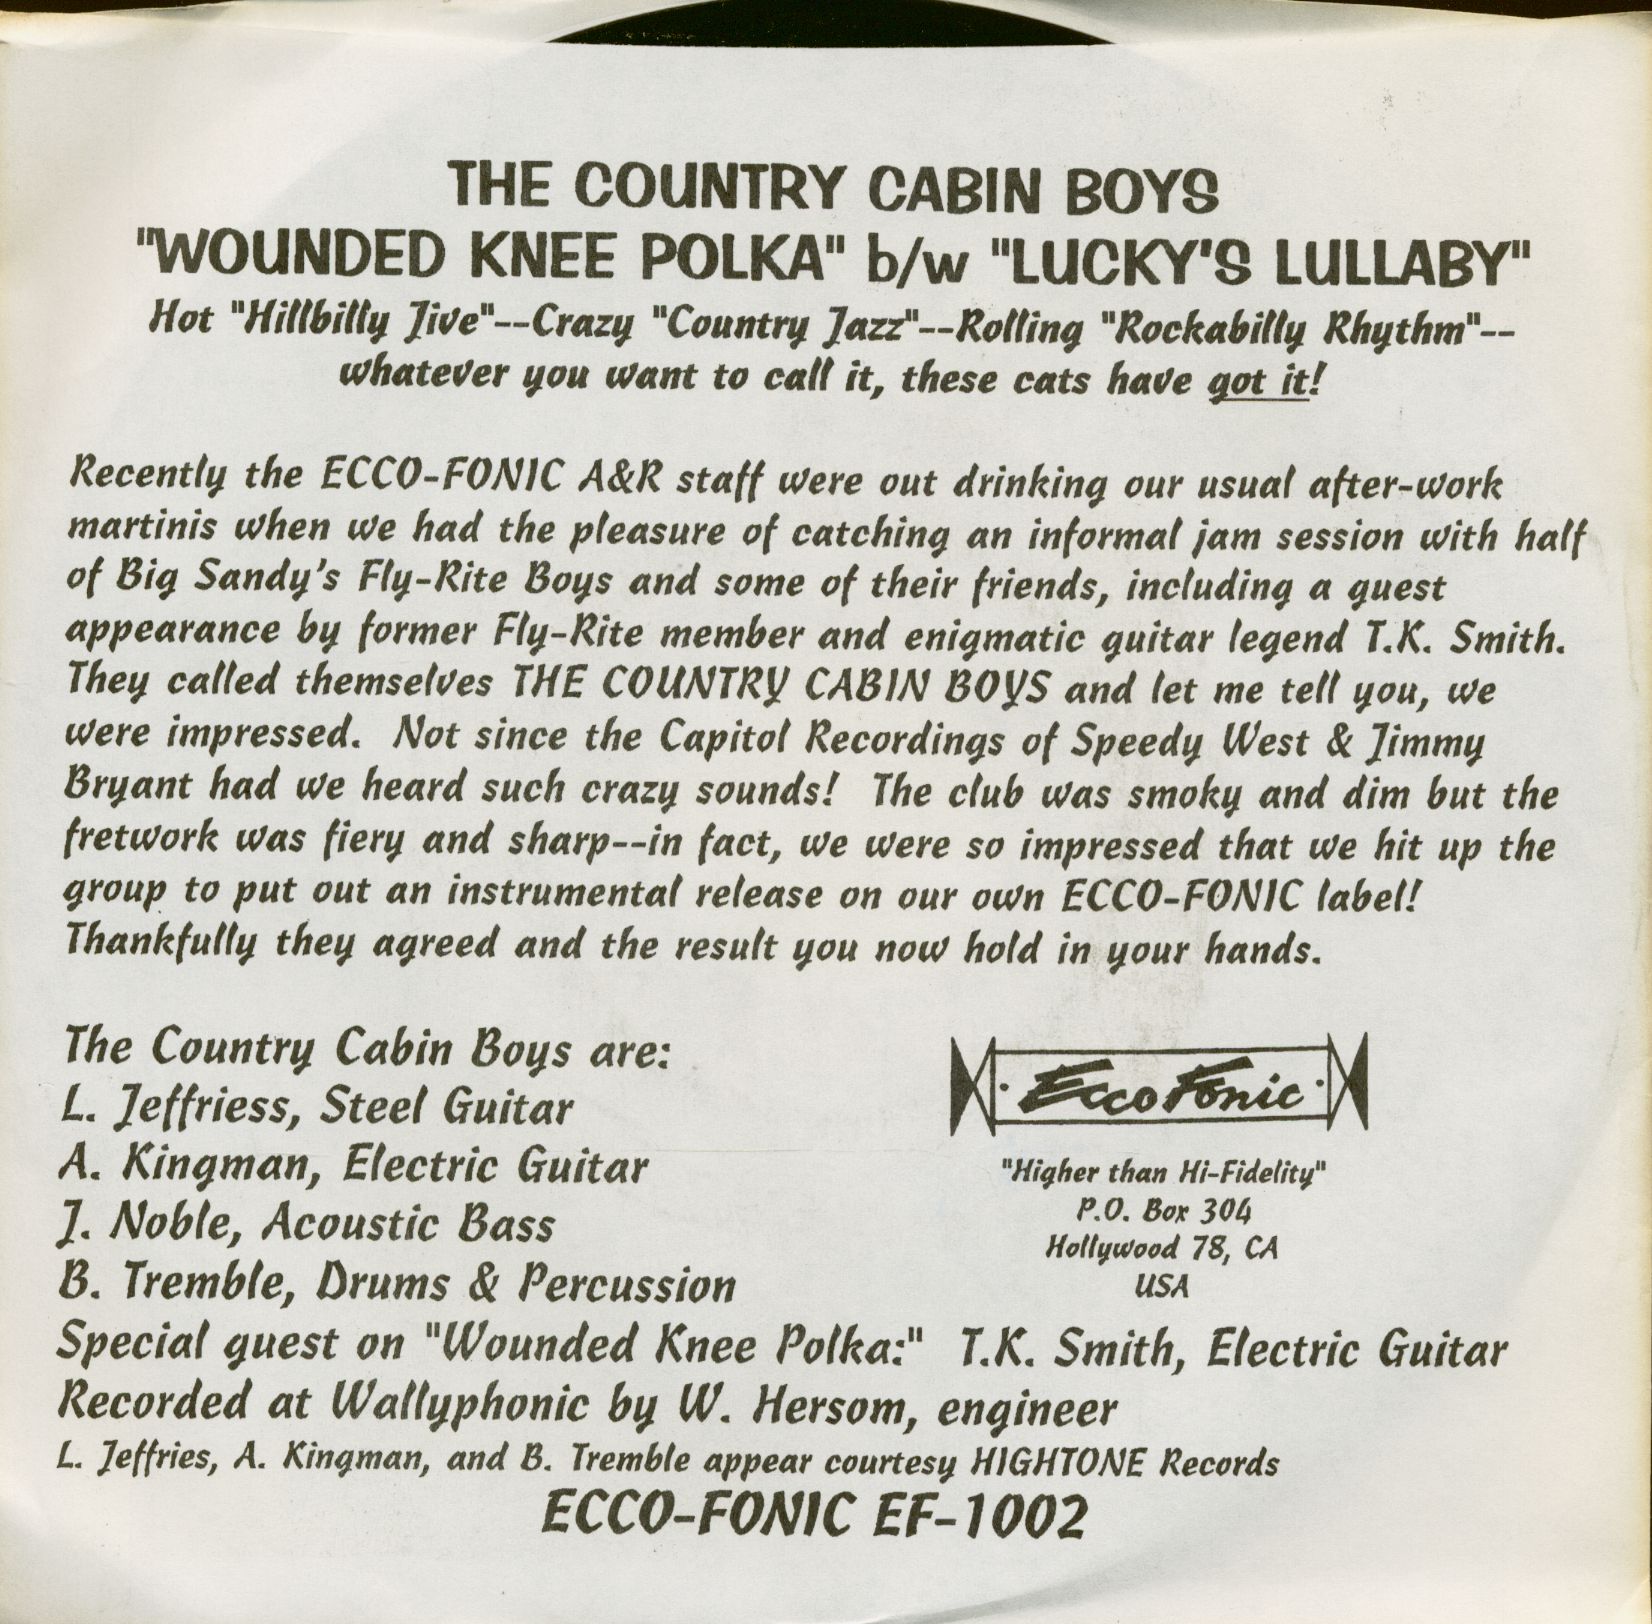 THE COUNTRY CABIN BOYS
"WOUNDED KNEE POLKA" b/w "LUCKY'S LULLABY"
Hot "Hillbilly Jive"--Crazy "Country Jazz"--Rolling "Rockabilly Rhythm"--
whatever you want to call it, these cats have got it!
Recently the ECCO-FONIC A&R staff were out drinking our usual after-work
martinis when we had the pleasure of catching an informal jam session with half
of Big Sandy's Fly-Rite Boys and some of their friends, including a guest
appearance by former Fly-Rite member and enigmatic guitar legend T.K. Smith.
They called themselves THE COUNTRY CABIN BOYS and let me tell you, we
were impressed. Not since the Capitol Recordings of Speedy West & Jimmy
Bryant had we heard such crazy sounds! The club was smoky and dim but the
fretwork was fiery and sharp--in fact, we were so impressed that we hit up the
group to put out an instrumental release on our own ECCO-FONIC label!
Thankfully they agreed and the result you now hold in your hands.
The Country Cabin Boys are:
L. Jeffriess, Steel Guitar
A. Kingman, Electric Guitar
J. Noble, Acoustic Bass
B. Tremble, Drums & Percussion
Special guest on "Wounded Knee Polka:" T.K. Smith, Electric Guitar
Recorded at Wallyphonic by W. Hersom, engineer
L. Jeffries, A. Kingman, and B. Tremble appear courtesy HIGHTONE Records
EccoFonic
"Higher than Hi-Fidelity"
P.O. Box 304
Hollywood 78, CA
USA
ECCO-FONIC EF-1002